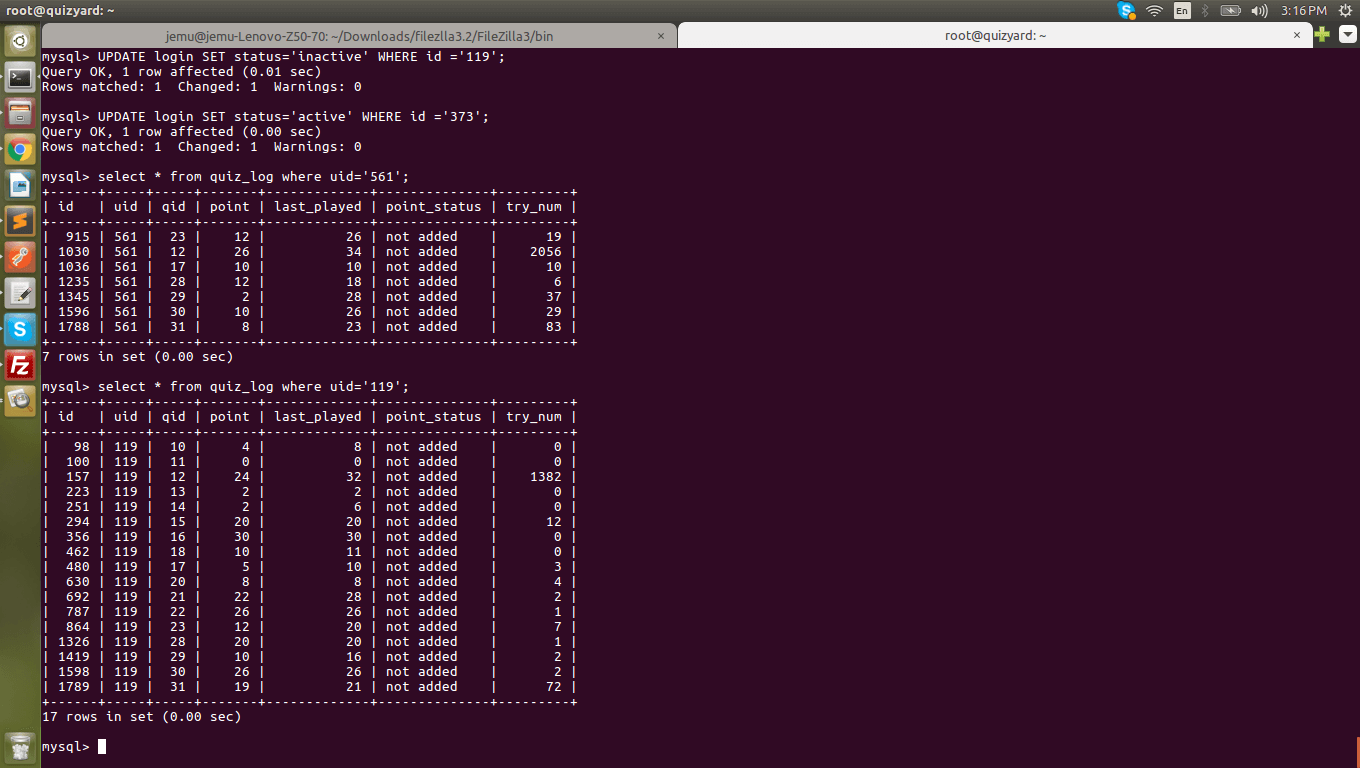 root@quizyard: ~
En
3:16 PM
jemu@jemu-Lenovo-Z50-70: ~/Downloads/Filezlla3.2/FileZilla3/bin ×
root@quizyard: ~ ×
mysql> UPDATE login SET status='inactive' WHERE id ='119';
Query OK, 1 row affected (0.01 sec)
Rows matched: 1  Changed: 1  Warnings: 0
mysql> UPDATE login SET status='active' WHERE id ='373';
Query OK, 1 row affected (0.00 sec)
Rows matched: 1  Changed: 1  Warnings: 0
mysql> select * from quiz_log where uid='561';
+------+-----+-----+-------+-------------+--------------+---------+
| id   | uid | qid | point | last_played | point_status | try_num |
+------+-----+-----+-------+-------------+--------------+---------+
|  915 | 561 |  23 |    12 |          26 | not added    |      19 |
| 1030 | 561 |  12 |    26 |          34 | not added    |    2056 |
| 1036 | 561 |  17 |    10 |          10 | not added    |      10 |
| 1235 | 561 |  28 |    12 |          18 | not added    |       6 |
| 1345 | 561 |  29 |     2 |          28 | not added    |      37 |
| 1596 | 561 |  30 |    10 |          26 | not added    |      29 |
| 1788 | 561 |  31 |     8 |          23 | not added    |      83 |
+------+-----+-----+-------+-------------+--------------+---------+
7 rows in set (0.00 sec)
mysql> select * from quiz_log where uid='119';
+------+-----+-----+-------+-------------+--------------+---------+
| id   | uid | qid | point | last_played | point_status | try_num |
+------+-----+-----+-------+-------------+--------------+---------+
|   98 | 119 |  10 |     4 |           8 | not added    |       0 |
|  100 | 119 |  11 |     0 |           0 | not added    |       0 |
|  157 | 119 |  12 |    24 |          32 | not added    |    1382 |
|  223 | 119 |  13 |     2 |           2 | not added    |       0 |
|  251 | 119 |  14 |     2 |           6 | not added    |       0 |
|  294 | 119 |  15 |    20 |          20 | not added    |      12 |
|  356 | 119 |  16 |    30 |          30 | not added    |       0 |
|  462 | 119 |  18 |    10 |          11 | not added    |       0 |
|  480 | 119 |  17 |     5 |          10 | not added    |       3 |
|  630 | 119 |  20 |     8 |           8 | not added    |       4 |
|  692 | 119 |  21 |    22 |          28 | not added    |       2 |
|  787 | 119 |  22 |    26 |          26 | not added    |       1 |
|  864 | 119 |  23 |    12 |          20 | not added    |       7 |
| 1326 | 119 |  28 |    20 |          20 | not added    |       1 |
| 1419 | 119 |  29 |    10 |          16 | not added    |       2 |
| 1598 | 119 |  30 |    26 |          26 | not added    |       2 |
| 1789 | 119 |  31 |    19 |          21 | not added    |      72 |
+------+-----+-----+-------+-------------+--------------+---------+
17 rows in set (0.00 sec)
mysql>